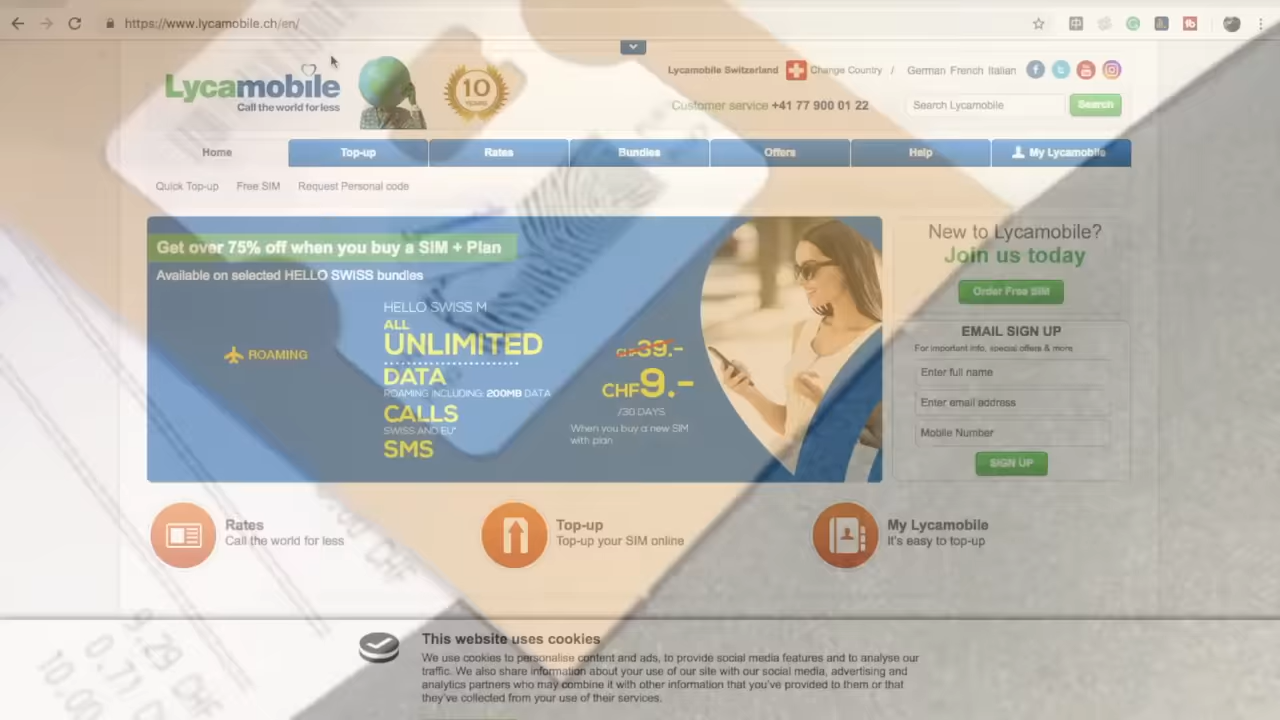 https://www.lycamobile.ch/en/
Lycamobile
Call the world for less
10
YEARS
Lycamobile Switzerland Change Country / German French Italian
Customer service +41 77 900 01 22 Search Lycamobile Search
Home Top-up Rates Bundles Offers Help My Lycamobile
Quick Top-up Free SIM Request Personal code
Get over 75% off when you buy a SIM + Plan
Available on selected HELLO SWISS bundles
ROAMING
HELLO SWISS M
ALL
UNLIMITED
DATA
ROAMING INCLUDING: 200MB DATA
CALLS
SWISS AND EU*
SMS
CHF39.-
CHF9.-
/30 DAYS
When you buy a new SIM
with plan
New to Lycamobile?
Join us today
Order Free SIM
EMAIL SIGN UP
For important info, special offers & more
Enter full name
Enter email address
Mobile Number
SIGN UP
Rates
Call the world for less
Top-up
Top-up your SIM online
My Lycamobile
It's easy to top-up
This website uses cookies
We use cookies to personalise content and ads, to provide social media features and to analyse our
traffic. We also share information about your use of our site with our social media, advertising and
analytics partners who may combine it with other information that you've provided to them or that
they've collected from your use of their services.
CHF
9.29